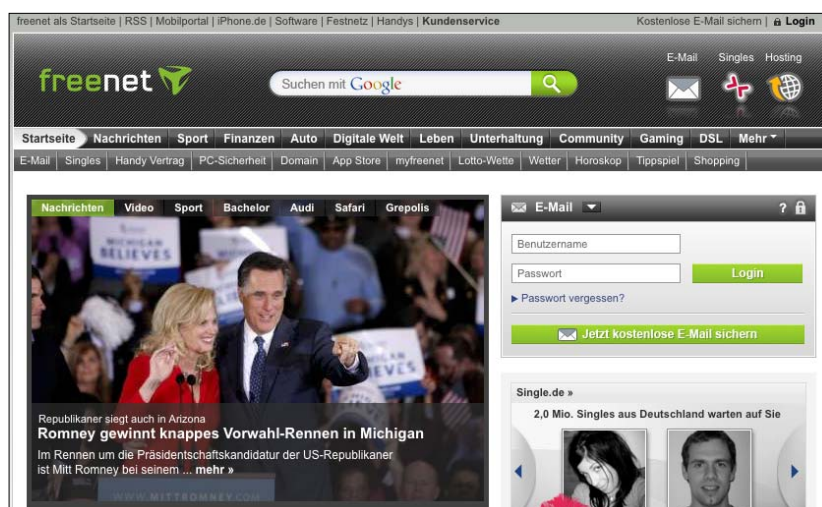 freenet als Startseite | RSS | Mobilportal | iPhone.de | Software | Festnetz | Handys | Kundenservice
Kostenlose E-Mail sichern | Login
freenet
Suchen mit Google
E-Mail Singles Hosting
Startseite Nachrichten Sport Finanzen Auto Digitale Welt Leben Unterhaltung Community Gaming DSL Mehr
E-Mail | Singles | Handy Vertrag | PC-Sicherheit | Domain | App Store | myfreenet | Lotto-Wette | Wetter | Horoskop | Tippspiel | Shopping |
Nachrichten Video Sport Bachelor Audi Safari Grepolis
MICHIGAN
BELIEVES
Republikaner siegt auch in Arizona
Romney gewinnt knappes Vorwahl-Rennen in Michigan
Im Rennen um die Präsidentschaftskandidatur der US-Republikaner
ist Mitt Romney bei seinem ... mehr »
WWW.MITTROMNEY.COM
E-Mail ?
Benutzername
Passwort Login
Passwort vergessen?
Jetzt kostenlose E-Mail sichern
Single.de »
2,0 Mio. Singles aus Deutschland warten auf Sie